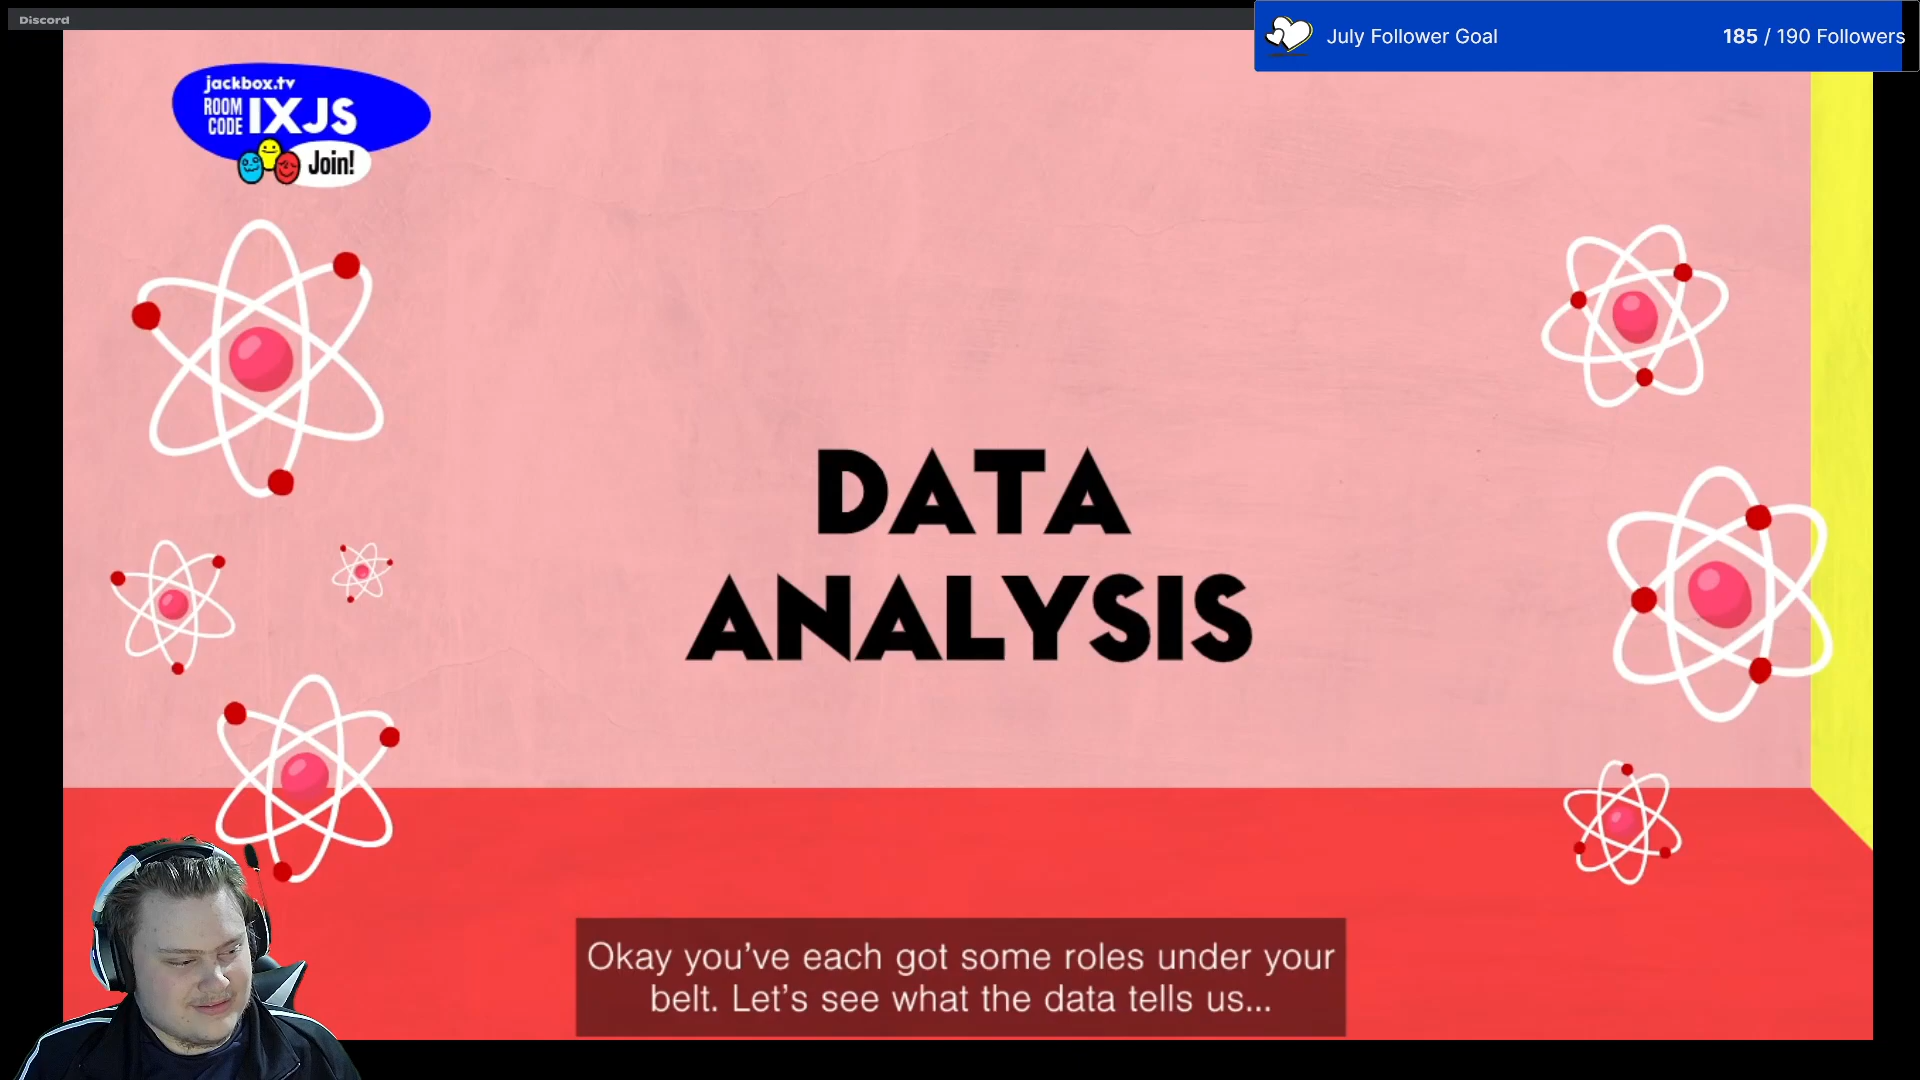 Discord
July Follower Goal
185 / 190 Followers
jackbox.tv
ROOM CODE IXJS
Join!
DATA
ANALYSIS
Okay you've each got some roles under your
belt. Let's see what the data tells us...